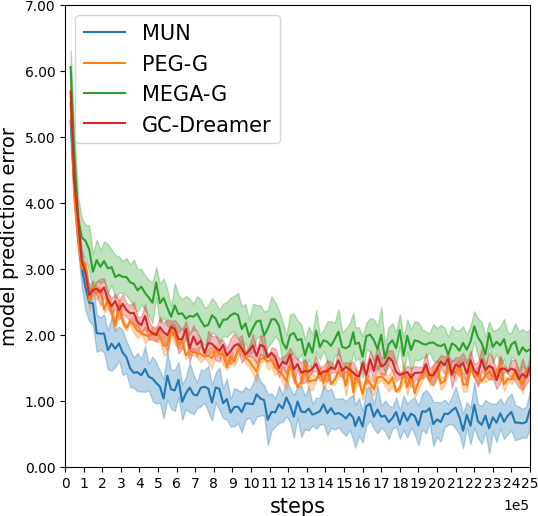 7.00
6.00
5.00
4.00
3.00
2.00
1.00
0.00
model prediction error
MUN
PEG-G
MEGA-G
GC-Dreamer
0 1 2 3 4 5 6 7 8 9 10 11 12 13 14 15 16 17 18 19 20 21 22 23 24 25
steps
1e5